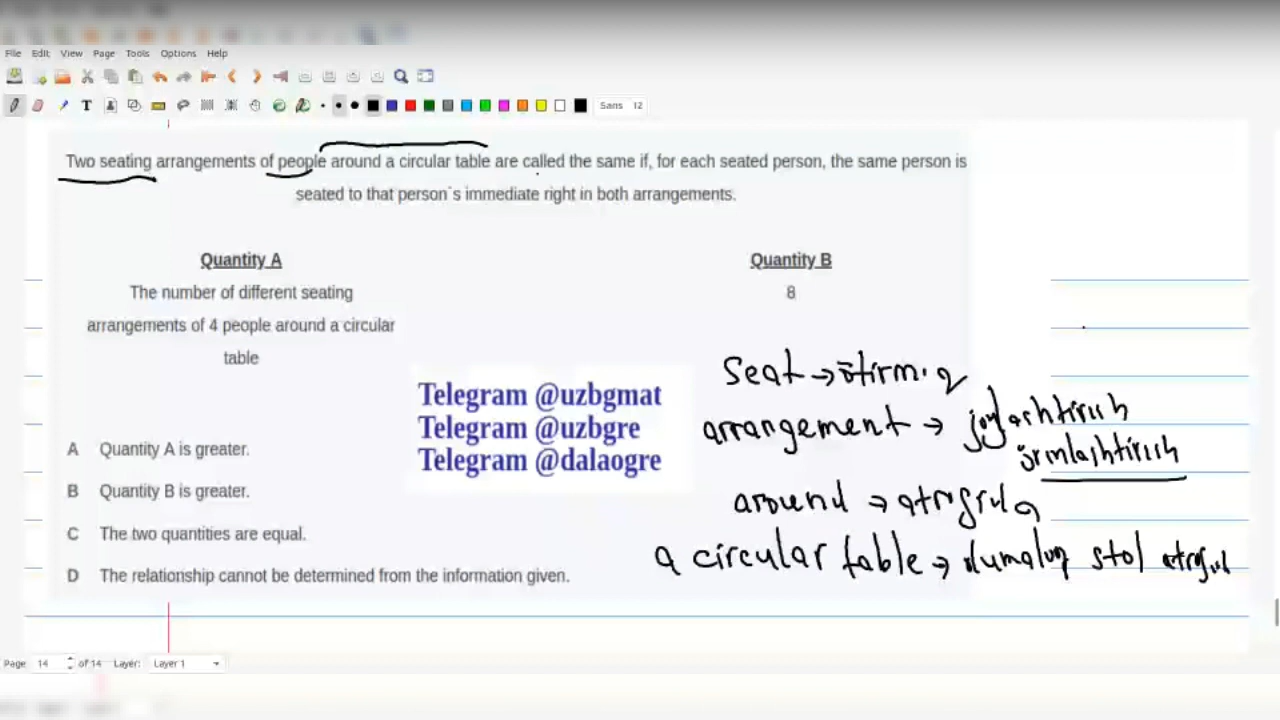 File Edit View Page Tools Options Help
T Sans 12
Two seating arrangements of people around a circular table are called the same if, for each seated person, the same person is
seated to that person`s immediate right in both arrangements.
Quantity A Quantity B
The number of different seating 8
arrangements of 4 people around a circular
table
Seat → o'tirmoq
arrangement → joylashtirish
o'rinlashtirish
around → atrofida
a circular table → dumaloq stol atrofida
Telegram @uzbgmat
Telegram @uzbgre
Telegram @dalaogre
A Quantity A is greater.
B Quantity B is greater.
C The two quantities are equal.
D The relationship cannot be determined from the information given.
Page 14 of 14 Layer: Layer 1